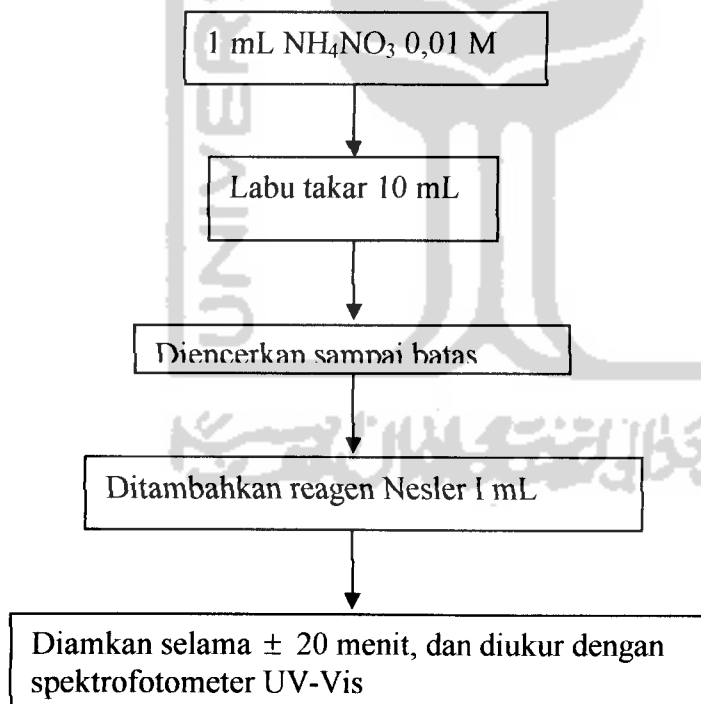 1 mL NH₄NO₃ 0,01 M
UNIVER
Labu takar 10 mL
Diencerkan sampai batas
Ditambahkan reagen Nesler I mL
Diamkan selama ± 20 menit, dan diukur dengan
spektrofotometer UV-Vis